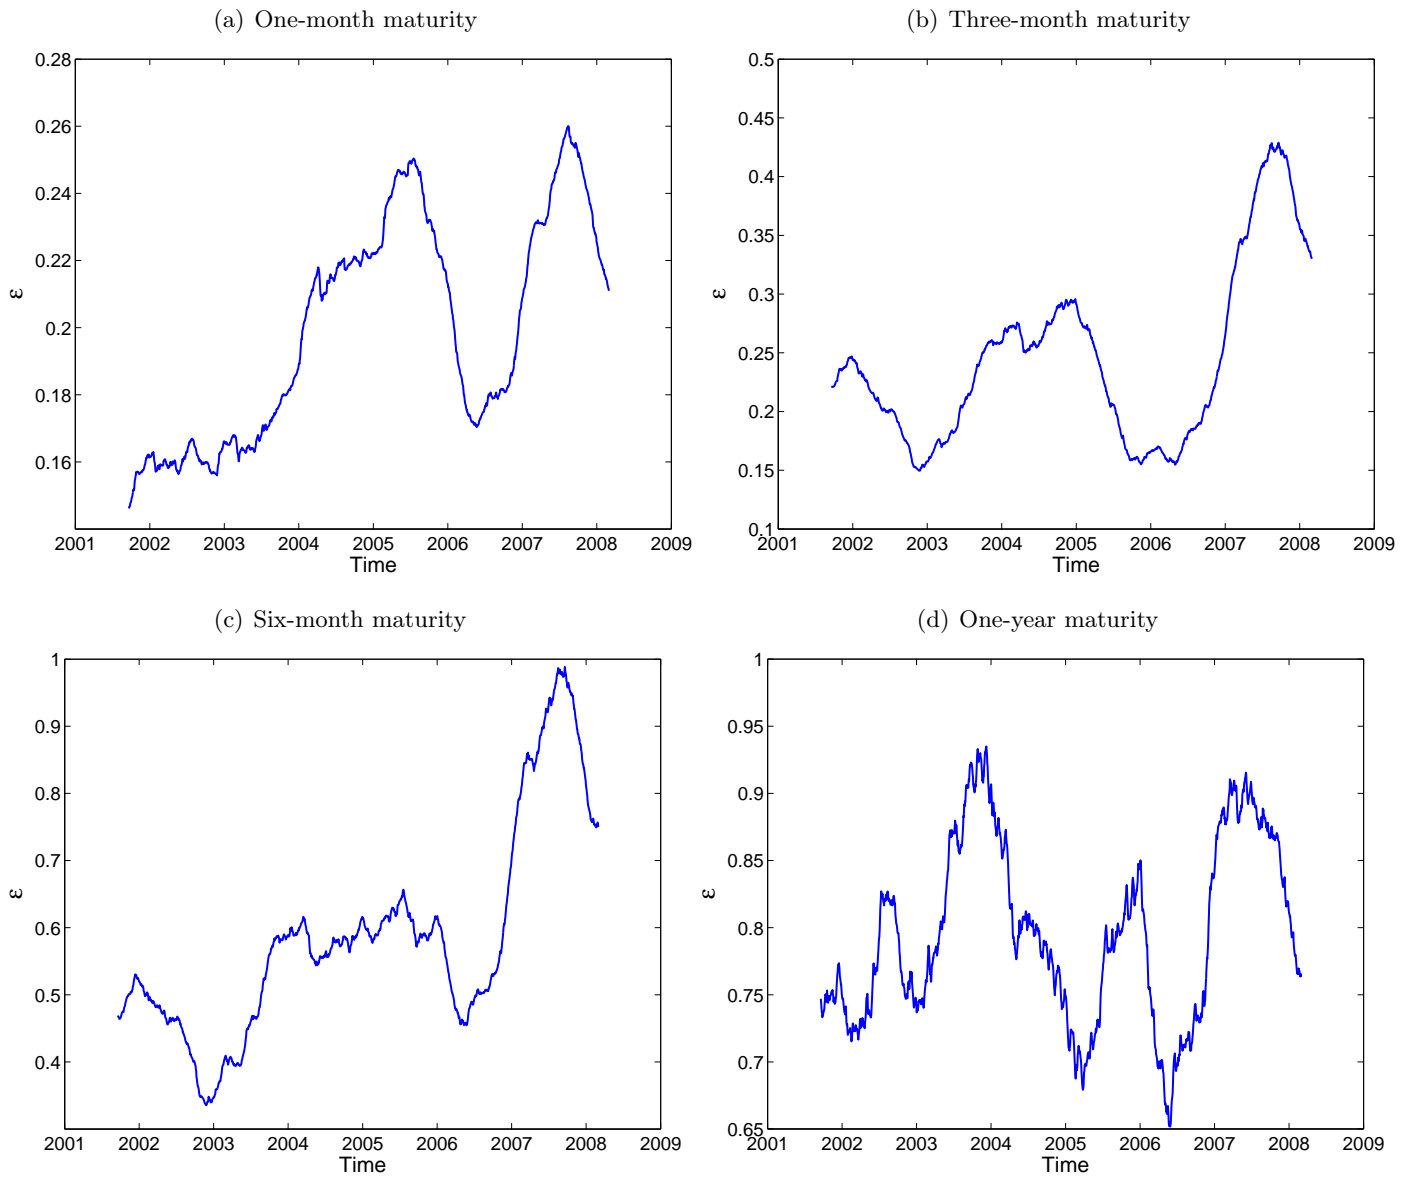 (a) One-month maturity
0.28
0.26
0.24
0.22
0.2
0.18
0.16
ε
2001 2002 2003 2004 2005 2006 2007 2008 2009
Time
(b) Three-month maturity
0.5
0.45
0.4
0.35
0.3
0.25
0.2
0.15
0.1
ε
2001 2002 2003 2004 2005 2006 2007 2008 2009
Time
(c) Six-month maturity
1
0.9
0.8
0.7
0.6
0.5
0.4
ε
2001 2002 2003 2004 2005 2006 2007 2008 2009
Time
(d) One-year maturity
1
0.95
0.9
0.85
0.8
0.75
0.7
0.65
ε
2001 2002 2003 2004 2005 2006 2007 2008 2009
Time